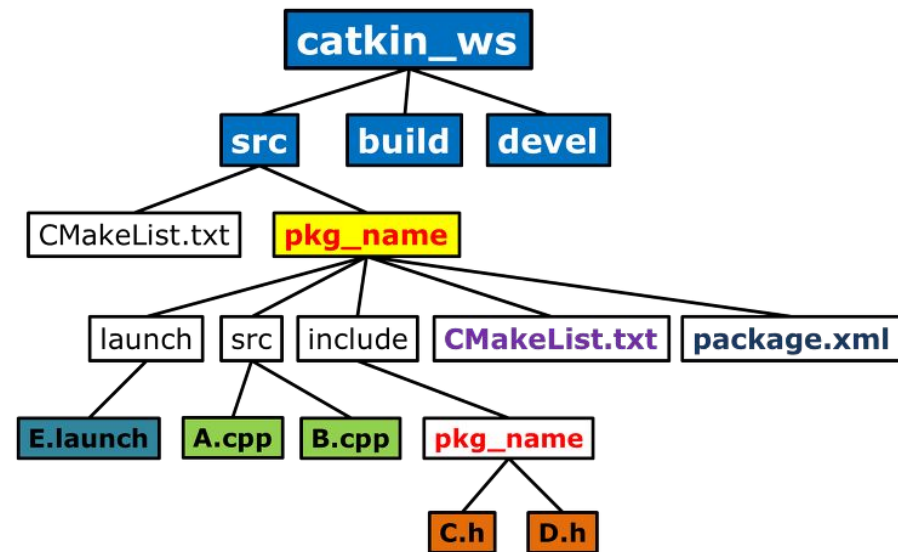 catkin_ws
src
build
devel
CMakeList.txt
pkg_name
launch
src
include
CMakeList.txt
package.xml
E.launch
A.cpp
B.cpp
pkg_name
C.h
D.h